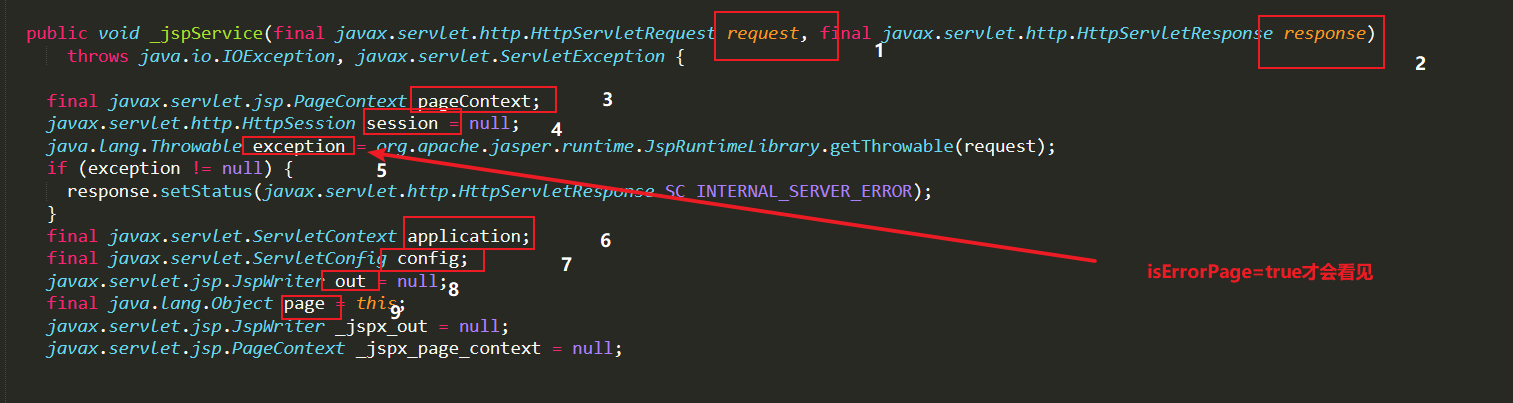 public void _jspService(final javax.servlet.http.HttpServletRequest request, final javax.servlet.http.HttpServletResponse response)
1
2
throws java.io.IOException, javax.servlet.ServletException {
final javax.servlet.jsp.PageContext pageContext; 3
javax.servlet.http.HttpSession session = null; 4
java.lang.Throwable exception = org.apache.jasper.runtime.JspRuntimeLibrary.getThrowable(request);
if (exception != null) { 5
response.setStatus(javax.servlet.http.HttpServletResponse.SC_INTERNAL_SERVER_ERROR);
}
final javax.servlet.ServletContext application; 6
final javax.servlet.ServletConfig config; 7
isErrorPage=true才会看见
javax.servlet.jsp.JspWriter out = null; 8
final java.lang.Object page = this; 9
javax.servlet.jsp.JspWriter _jspx_out = null;
javax.servlet.jsp.PageContext _jspx_page_context = null;